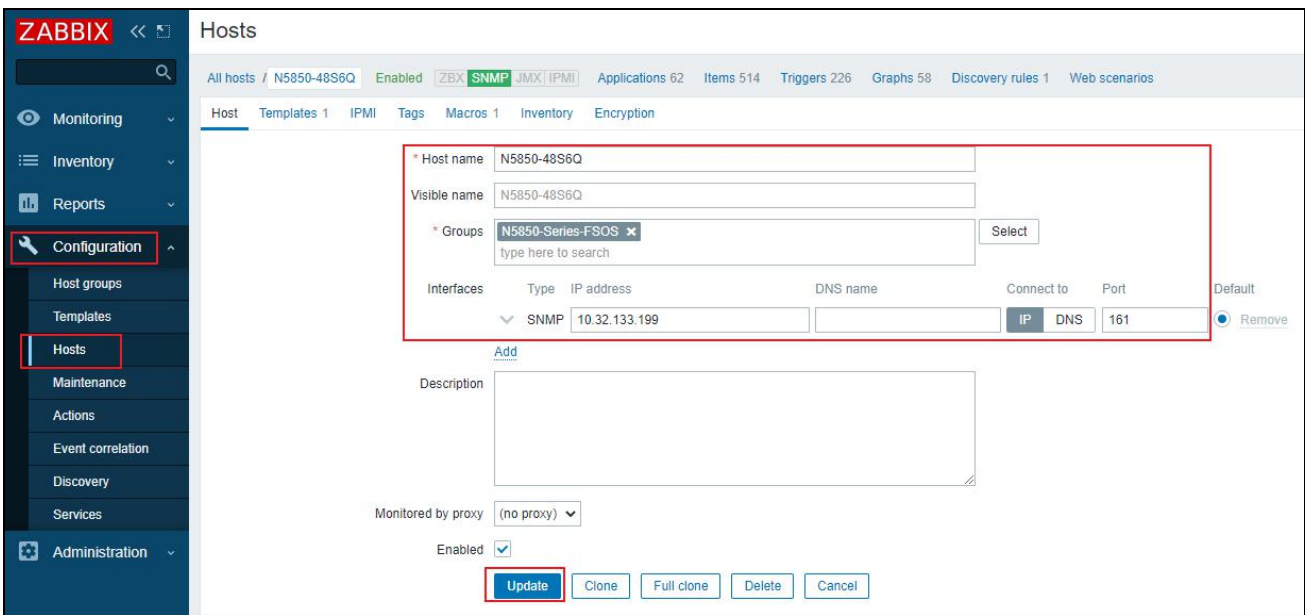 ZABBIX
Hosts
All hosts / N5850-48S6Q Enabled ZBX SNMP JMX IPMI Applications 62 Items 514 Triggers 226 Graphs 58 Discovery rules 1 Web scenarios
Host Templates 1 IPMI Tags Macros 1 Inventory Encryption
Monitoring
Inventory
Reports
Configuration
Host groups
Templates
Hosts
Maintenance
Actions
Event correlation
Discovery
Services
Administration
* Host name N5850-48S6Q
Visible name N5850-48S6Q
* Groups N5850-Series-FSOS × Select
type here to search
Interfaces Type IP address DNS name Connect to Port Default
SNMP 10.32.133.199 IP DNS 161 Remove
Add
Description
Monitored by proxy (no proxy)
Enabled
Update Clone Full clone Delete Cancel